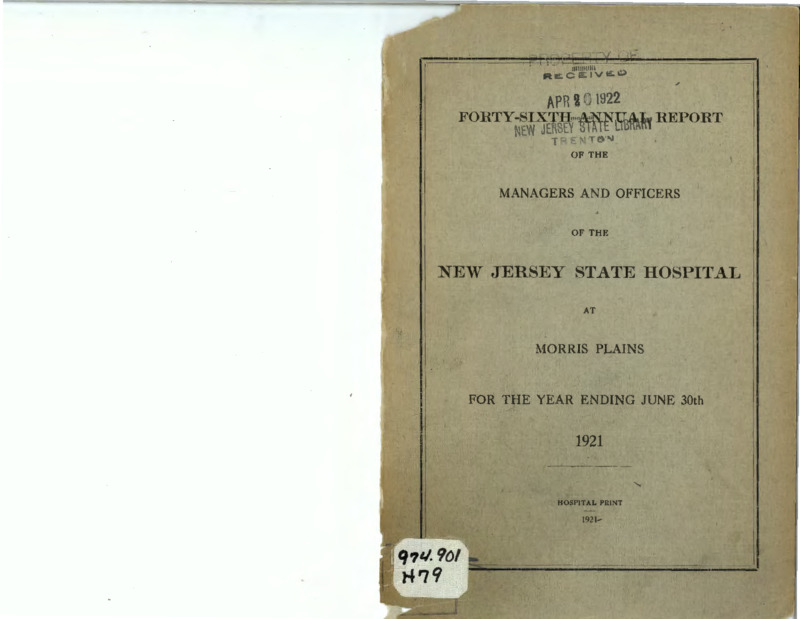 PROPERTY OF
RECEIVED
APR 20 1922
FORTY-SIXTH ANNUAL REPORT
NEW JERSEY STATE LIBRARY
TRENTON
OF THE
MANAGERS AND OFFICERS
OF THE
NEW JERSEY STATE HOSPITAL
AT
MORRIS PLAINS
FOR THE YEAR ENDING JUNE 30th
1921
HOSPITAL PRINT
1921
974.901
H79